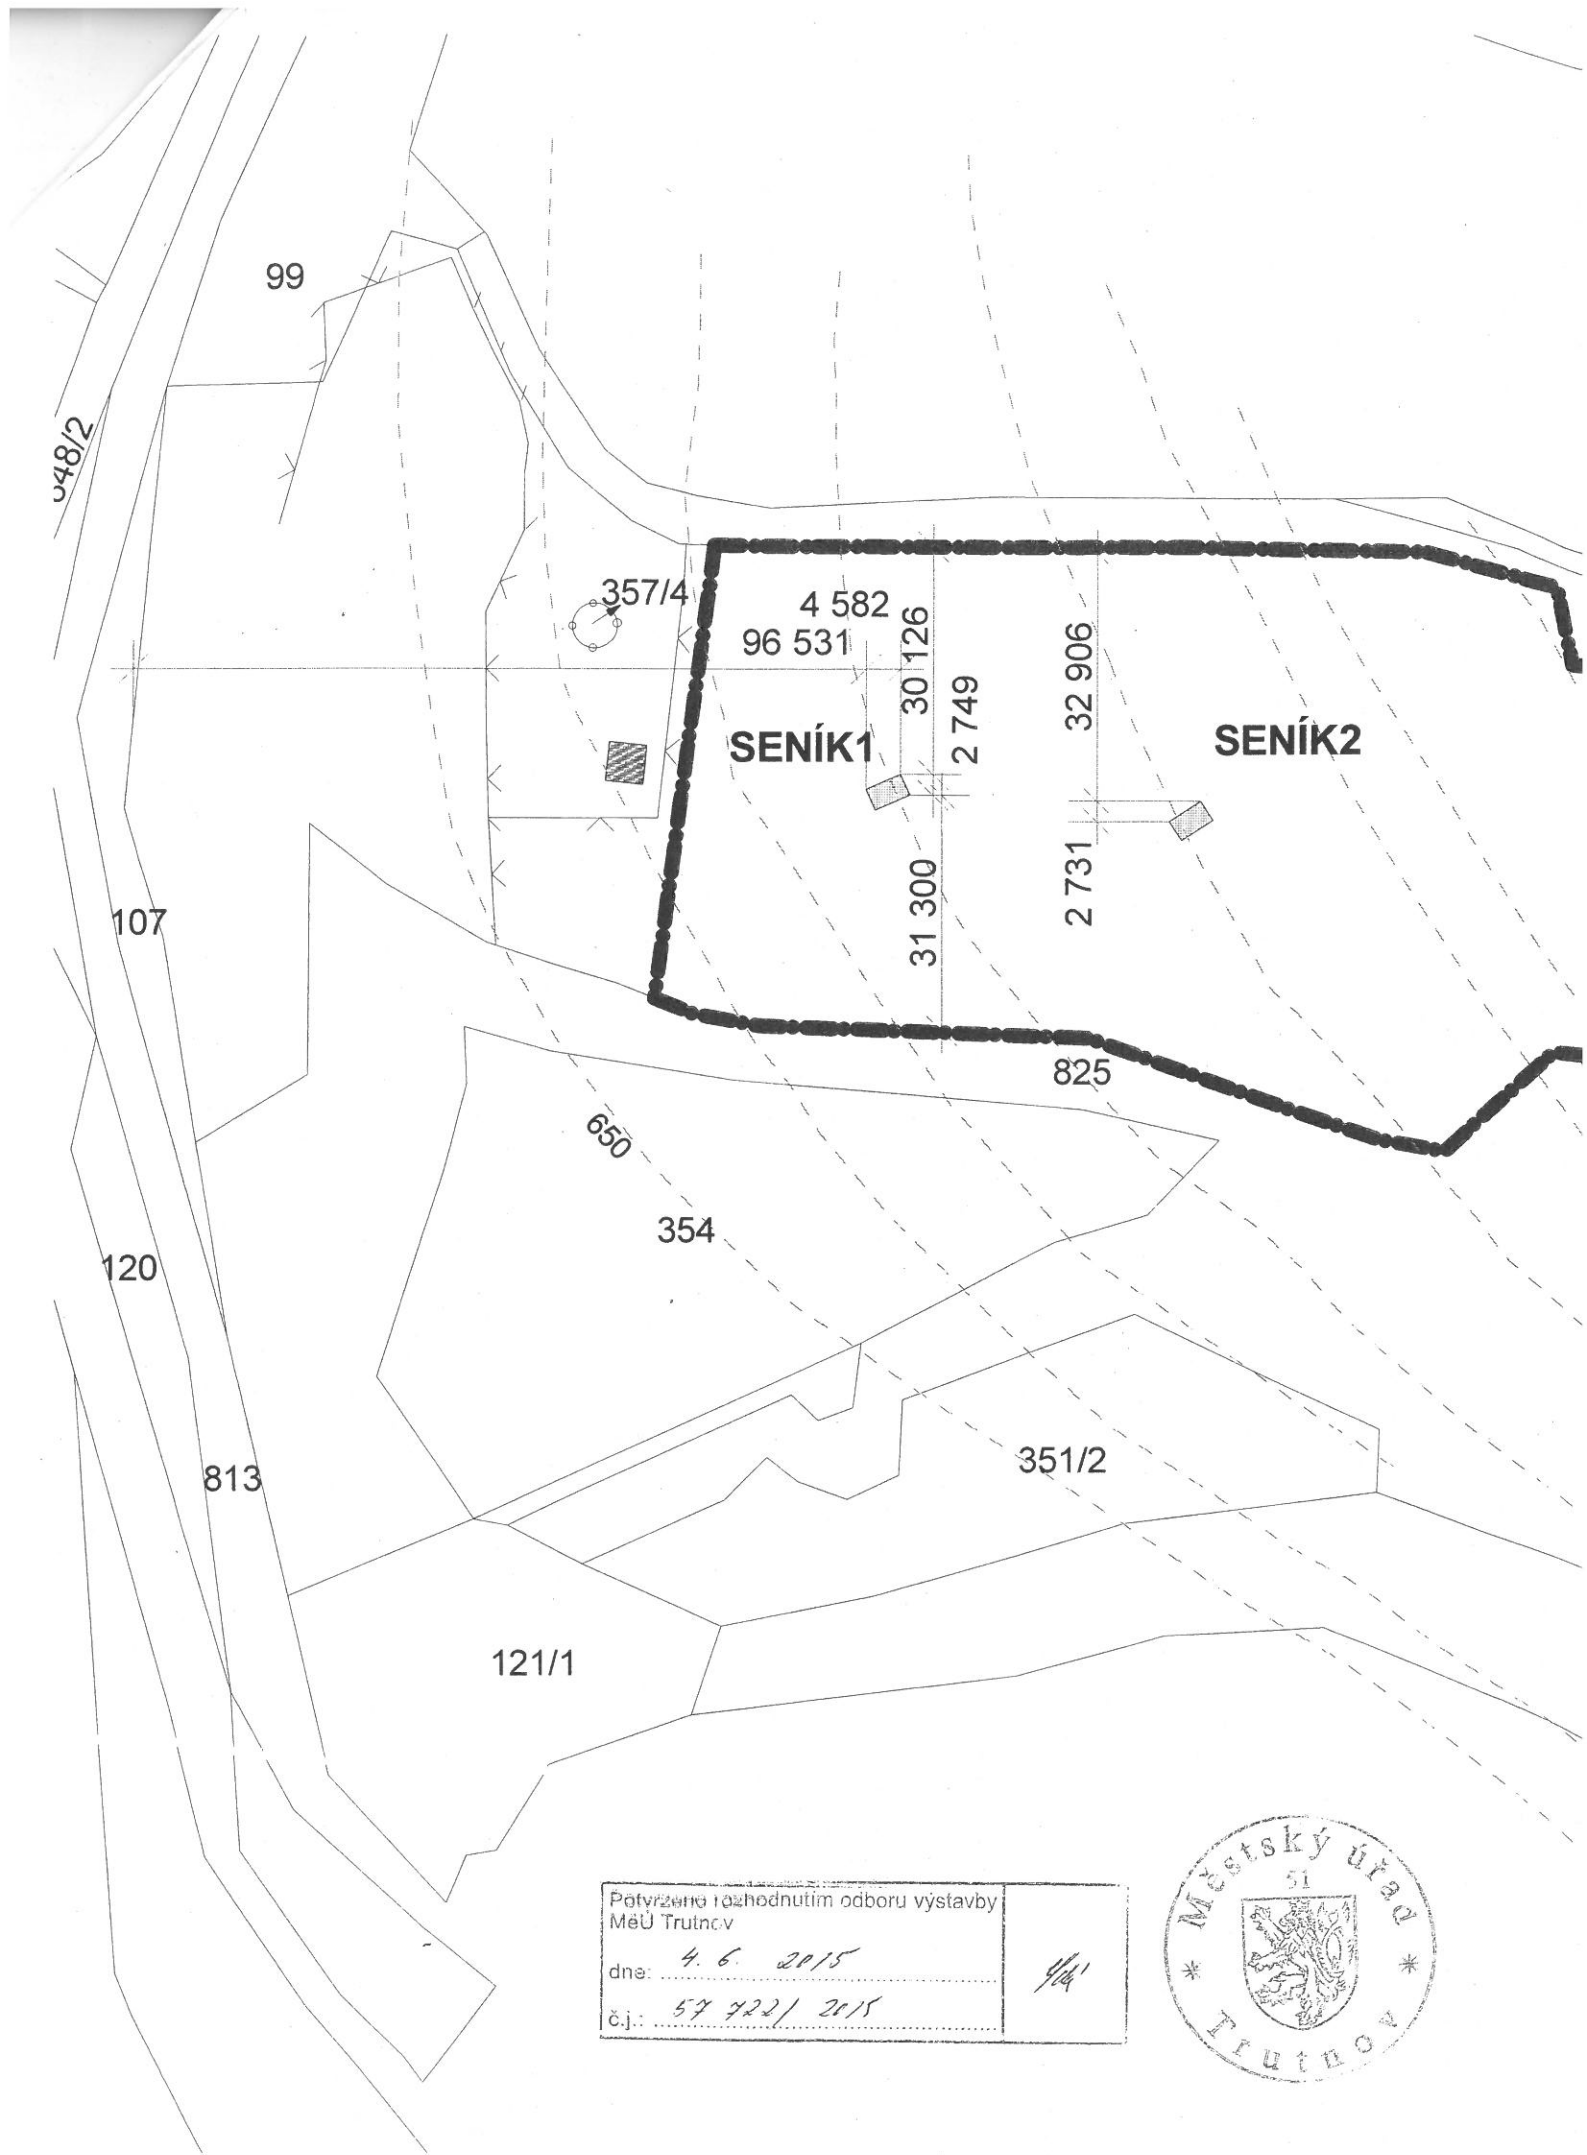 99
357/4
4 582
96 531
30 126
2 749
32 906
SENÍK1
SENÍK2
31 300
2 731
107
825
650
354
120
351/2
813
121/1
Potvrzeno rozhodnutím odboru výstavby
MěÚ Trutnov
dne: 4. 6. 2015
č.j.: 57 722/ 2015
Městský úřad
51
* Trutnov *